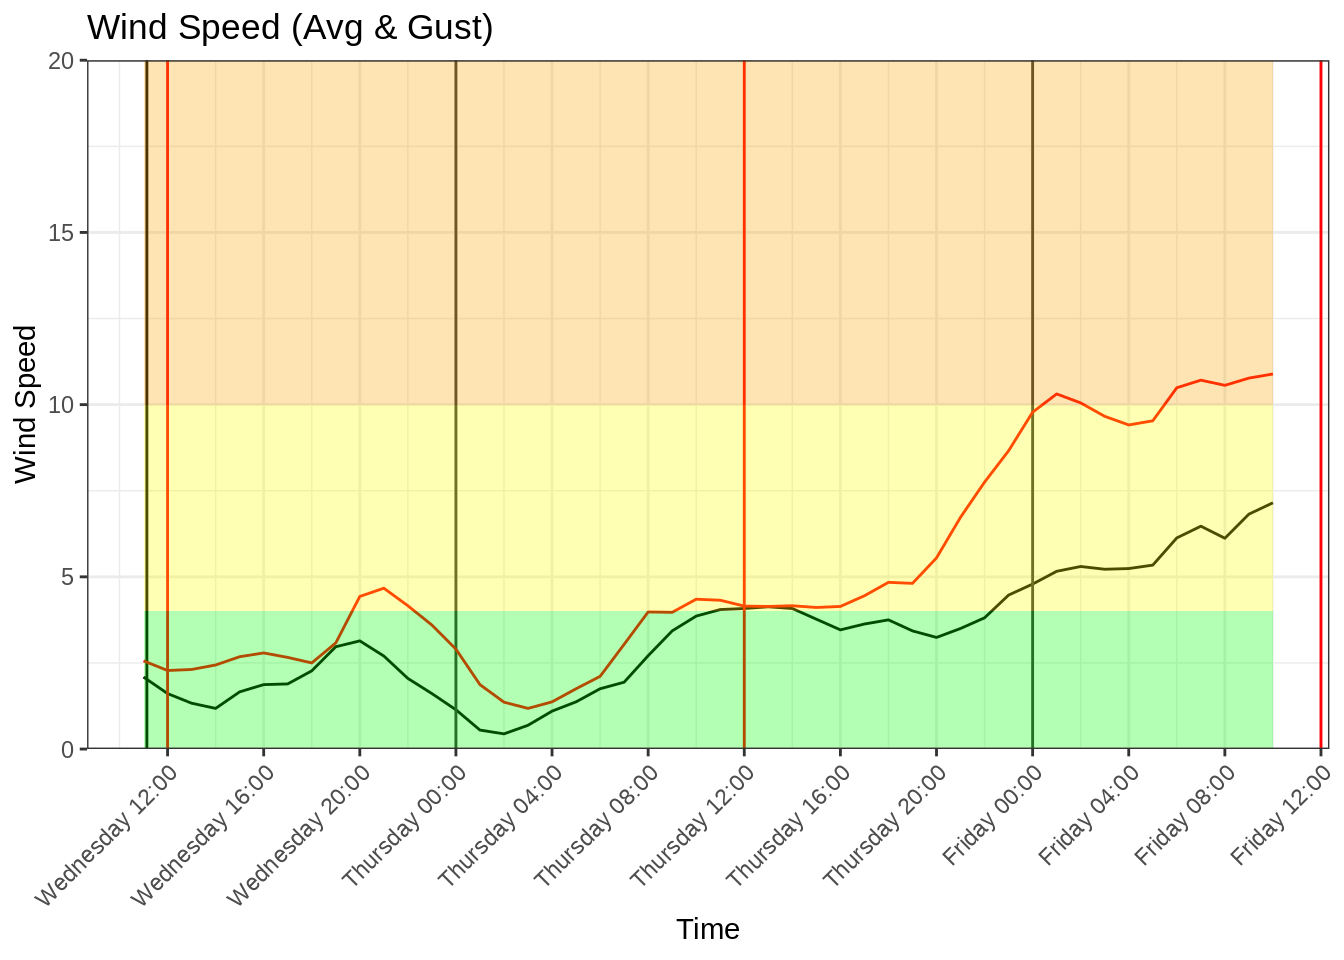 Wind Speed (Avg & Gust)
20
15
10
5
0
Wind Speed
Wednesday 12:00
Wednesday 16:00
Wednesday 20:00
Thursday 00:00
Thursday 04:00
Thursday 08:00
Thursday 12:00
Thursday 16:00
Thursday 20:00
Friday 00:00
Friday 04:00
Friday 08:00
Friday 12:00
Time